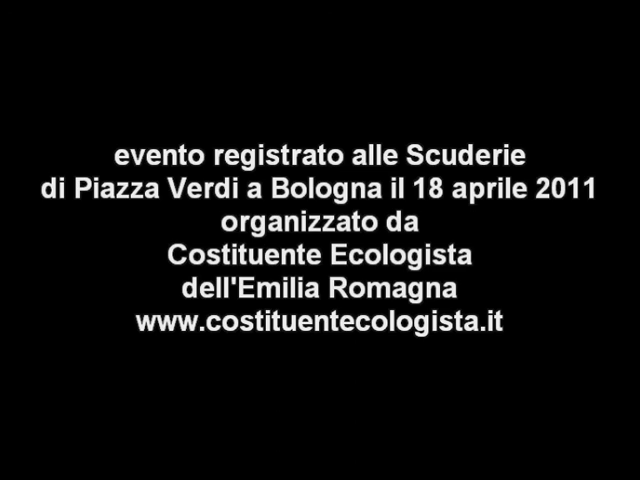 evento registrato alle Scuderie
di Piazza Verdi a Bologna il 18 aprile 2011
organizzato da
Costituente Ecologista
dell'Emilia Romagna
www.costituentecologista.it